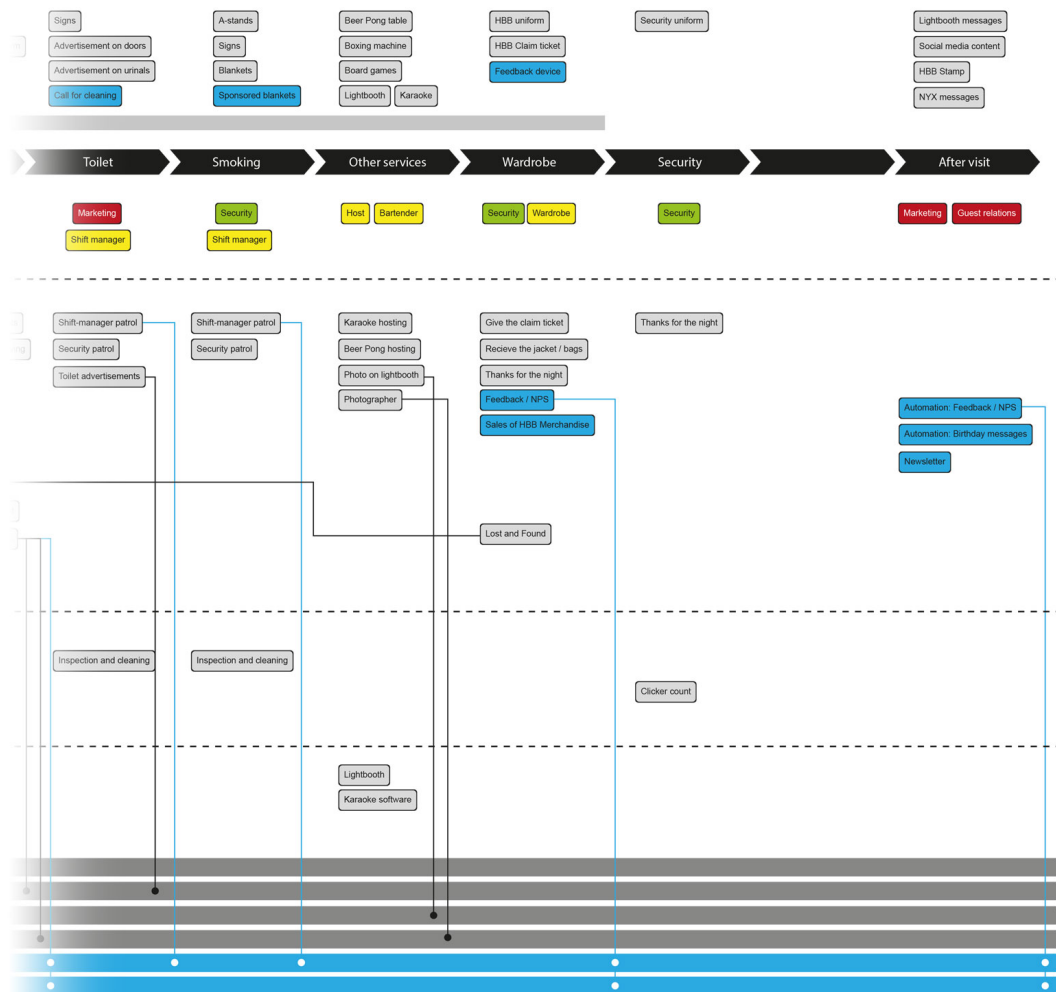 Signs
A-stands
Beer Pong table
HBB uniform
Security uniform
Lightbooth messages
Advertisement on doors
Signs
Boxing machine
HBB Claim ticket
Social media content
Advertisement on urinals
Blankets
Board games
Feedback device
HBB Stamp
Call for cleaning
Sponsored blankets
Lightbooth
Karaoke
NYX messages
Toilet
Smoking
Other services
Wardrobe
Security
After visit
Marketing
Security
Host
Bartender
Security
Wardrobe
Security
Marketing
Guest relations
Shift manager
Shift manager
Shift-manager patrol
Shift-manager patrol
Karaoke hosting
Give the claim ticket
Thanks for the night
Security patrol
Security patrol
Beer Pong hosting
Recieve the jacket / bags
Toilet advertisements
Photo on lightbooth
Thanks for the night
Photographer
Feedback / NPS
Automation: Feedback / NPS
Sales of HBB Merchandise
Automation: Birthday messages
Newsletter
Lost and Found
Inspection and cleaning
Inspection and cleaning
Clicker count
Lightbooth
Karaoke software